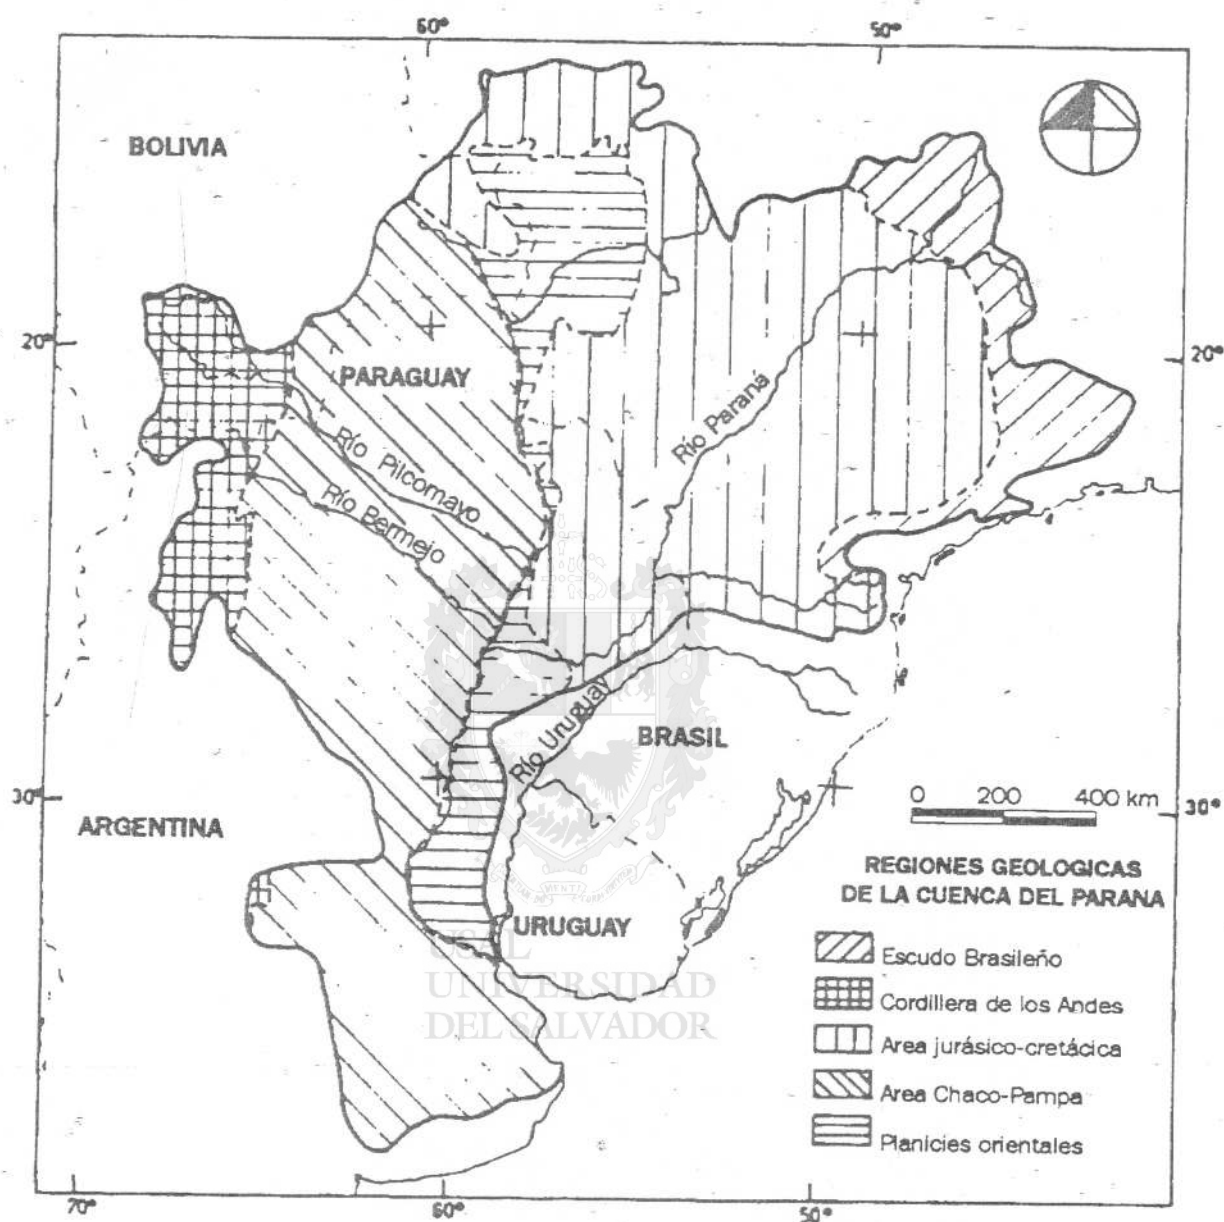 60°
50°
BOLIVIA
20°
20°
PARAGUAY
Río Paraná
Río Pilcomayo
Río Bermejo
Río Uruguay
BRASIL
30°
30°
ARGENTINA
0 200 400 km
REGIONES GEOLOGICAS
DE LA CUENCA DEL PARANA
URUGUAY
Escudo Brasileño
Cordillera de los Andes
Area jurásico-cretácica
Area Chaco-Pampa
Planicies orientales
USAL
UNIVERSIDAD
DEL SALVADOR
70°
60°
50°